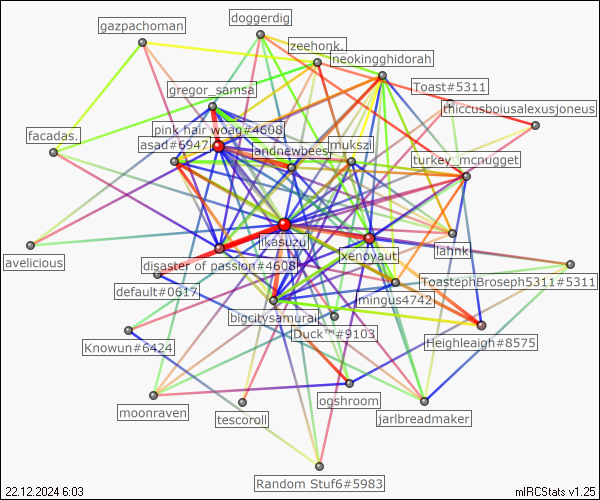 doggerdig
gazpachoman
zeehonk.
neokingghidorah
Toast#5311
gregor_samsa
thiccusboiusalexusjoneus
pink hair woag#4608
facadas.
asad#6947
landnewbees
mukszi
turkey_mcnugget
likasuzu
lahnk
avelicious
xenoyaut
disaster of passion#4608
ToastephBroseph5311#5311
default#0617
mingus4742
bigcitysamurai
Duck™#9103
Knowun#6424
Heighleaigh#8575
moonraven
ogshroom
tescoroll
jarlbreadmaker
Random Stuf6#5983
22.12.2024 6:03
mIRCStats v1.25